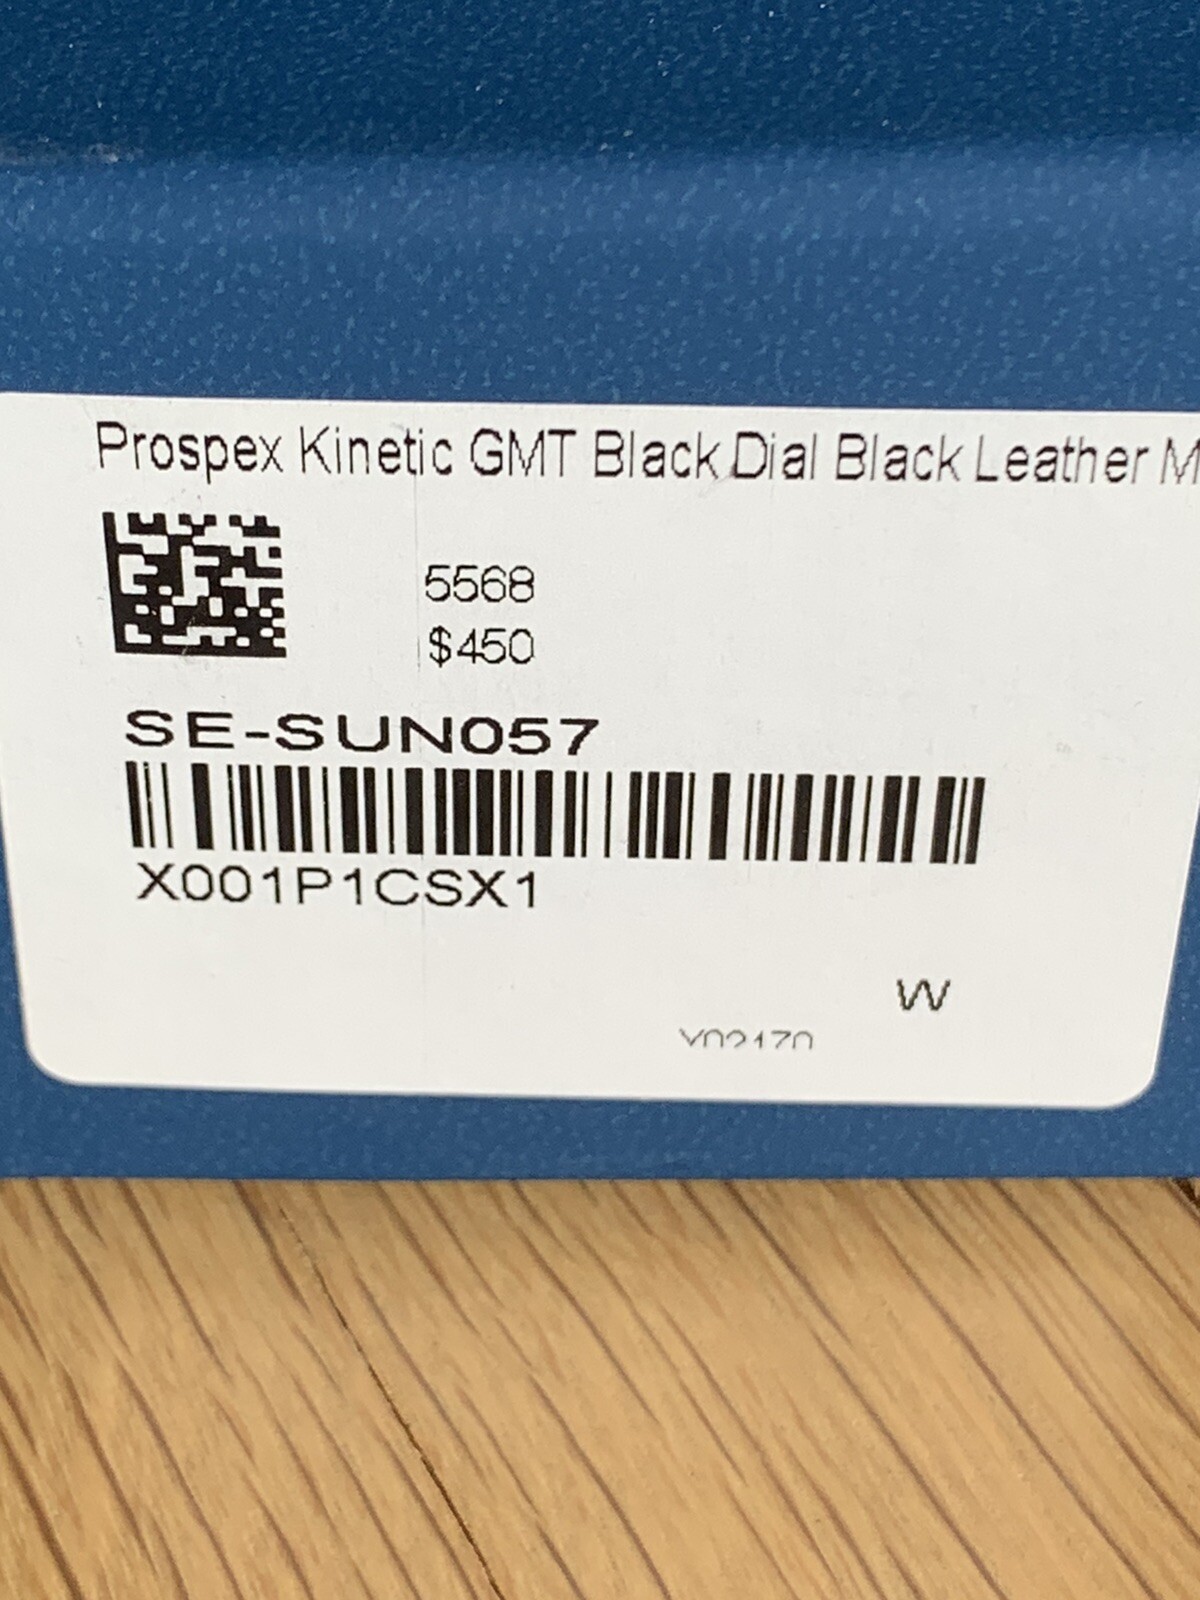 Prospex Kinetic GMT Black Dial Black Leather M
5568
$450
SE-SUN057
X001P1CSX1
W